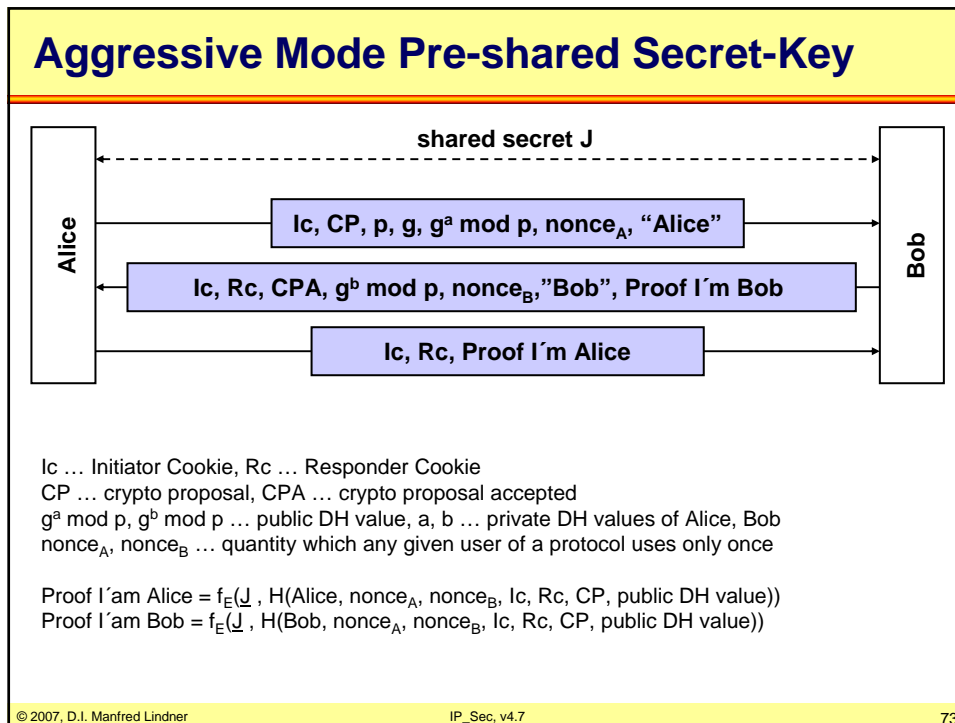 Aggressive Mode Pre-shared Secret-Key
shared secret J
Alice
Bob
Ic, CP, p, g, gᵃ mod p, nonce_A, “Alice”
Ic, Rc, CPA, gᵇ mod p, nonce_B,”Bob”, Proof I´m Bob
Ic, Rc, Proof I´m Alice
Ic … Initiator Cookie, Rc … Responder Cookie
CP … crypto proposal, CPA … crypto proposal accepted
gᵃ mod p, gᵇ mod p … public DH value, a, b … private DH values of Alice, Bob
nonce_A, nonce_B … quantity which any given user of a protocol uses only once
Proof I´am Alice = f_E(J , H(Alice, nonce_A, nonce_B, Ic, Rc, CP, public DH value))
Proof I´am Bob = f_E(J , H(Bob, nonce_A, nonce_B, Ic, Rc, CP, public DH value))
© 2007, D.I. Manfred Lindner
IP_Sec, v4.7
73